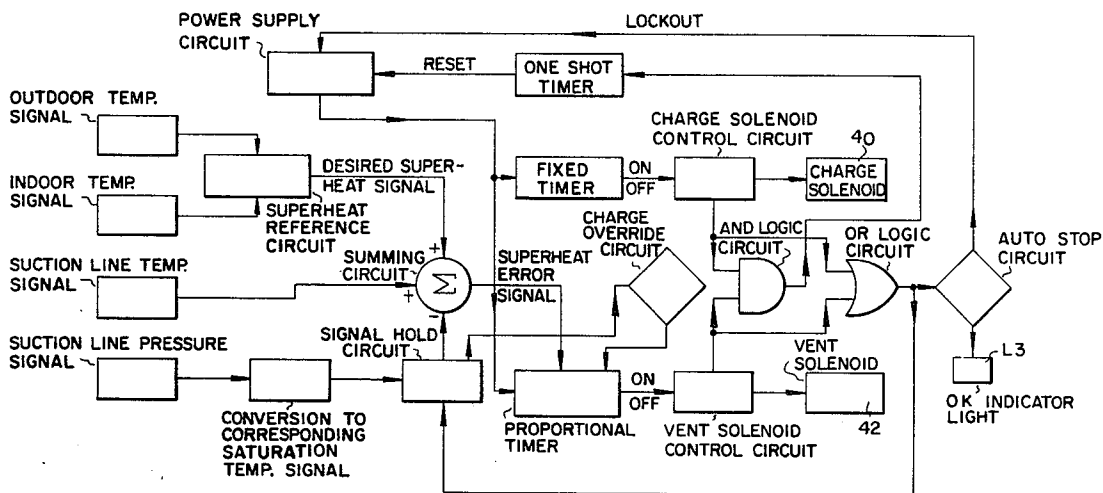 POWER SUPPLY
CIRCUIT
LOCKOUT
RESET
ONE SHOT
TIMER
OUTDOOR TEMP.
SIGNAL
CHARGE SOLENOID
CONTROL CIRCUIT
40
DESIRED SUPER-
HEAT SIGNAL
FIXED
TIMER
ON
OFF
CHARGE
SOLENOID
INDOOR TEMP.
SIGNAL
SUPERHEAT
REFERENCE
CIRCUIT
CHARGE
OVERRIDE
CIRCUIT
AND LOGIC
CIRCUIT
OR LOGIC
CIRCUIT
AUTO STOP
CIRCUIT
SUCTION LINE TEMP.
SIGNAL
SUMMING
CIRCUIT
+
+
-
Σ
SUPERHEAT
ERROR
SIGNAL
SUCTION LINE PRESSURE
SIGNAL
SIGNAL HOLD
CIRCUIT
VENT
SOLENOID
L3
ON
OFF
42
OK INDICATOR
LIGHT
CONVERSION TO
CORRESPONDING
SATURATION
TEMP. SIGNAL
PROPORTIONAL
TIMER
VENT SOLENOID
CONTROL CIRCUIT